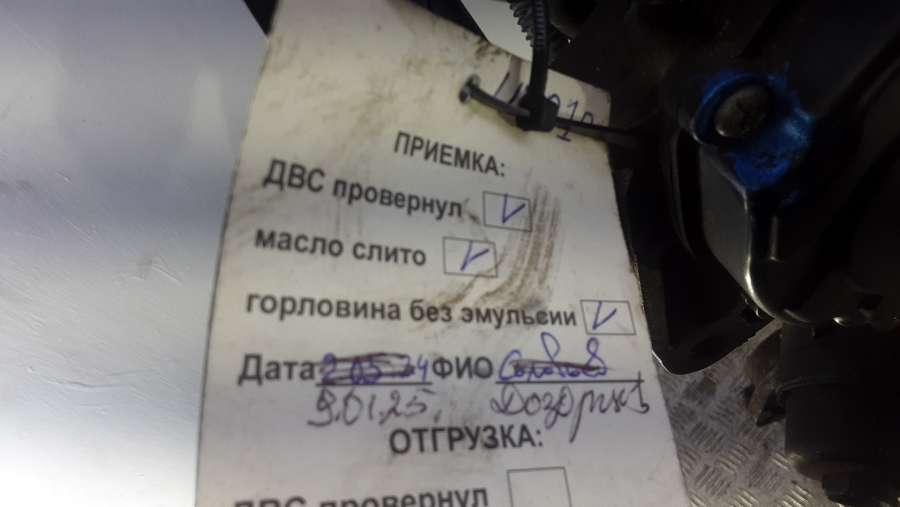 ПРИЕМКА:
ДВС провернул V
масло слито V
горловина без эмульсии V
Дата ФИО
9.01.25.
ОТГРУЗКА:
ДВС провернул